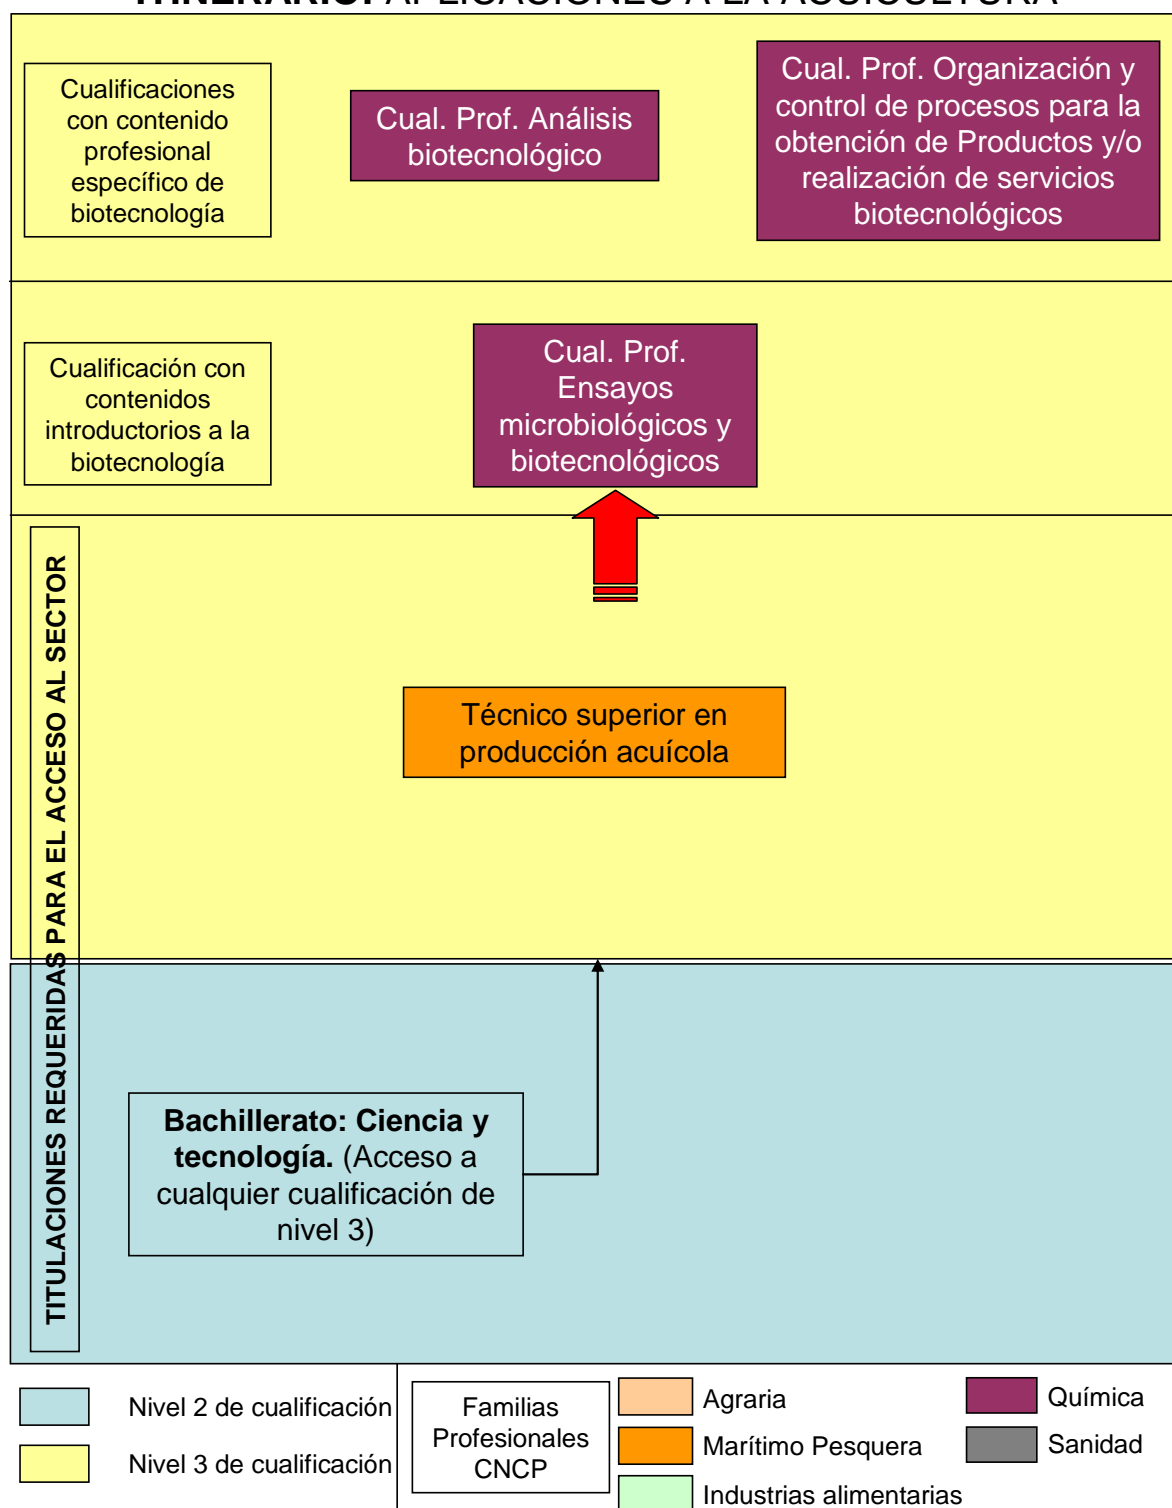 ITINERARIO: APLICACIONES A LA ACUICULTURA
Cualificaciones
con contenido
profesional
específico de
biotecnología
Cual. Prof. Análisis
biotecnológico
Cual. Prof. Organización y
control de procesos para la
obtención de Productos y/o
realización de servicios
biotecnológicos
Cualificación con
contenidos
introductorios a la
biotecnología
Cual. Prof.
Ensayos
microbiológicos y
biotecnológicos
TITULACIONES REQUERIDAS PARA EL ACCESO AL SECTOR
Técnico superior en
producción acuícola
Bachillerato: Ciencia y
tecnología. (Acceso a
cualquier cualificación de
nivel 3)
Nivel 2 de cualificación
Nivel 3 de cualificación
Familias
Profesionales
CNCP
Agraria
Marítimo Pesquera
Industrias alimentarias
Química
Sanidad